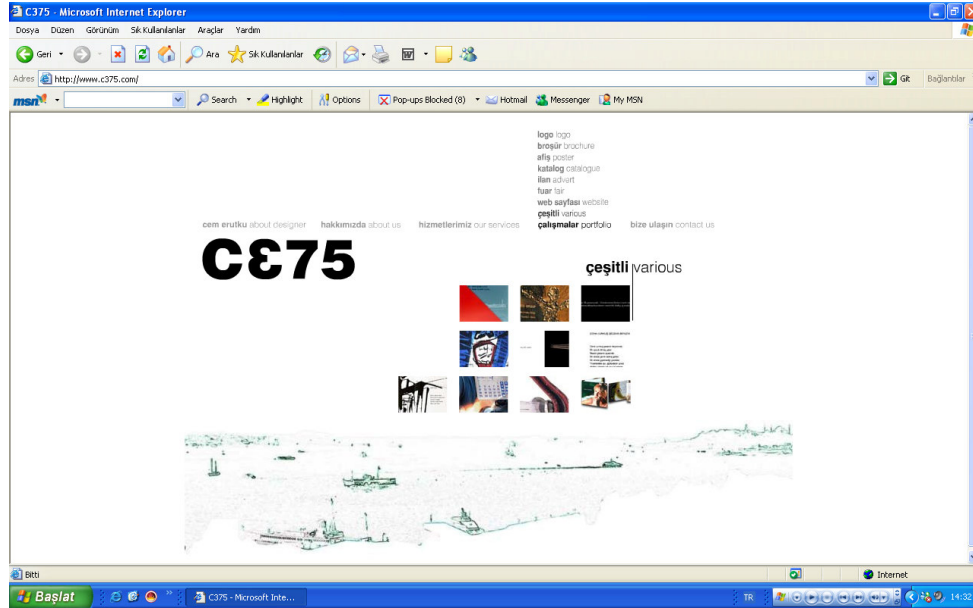 C375 - Microsoft Internet Explorer
Dosya Düzen Görünüm Sık Kullanılanlar Araçlar Yardım
Geri Ara Sık Kullanılanlar
Adres http://www.c375.com/ Git Bağlantılar
msn Search Highlight Options Pop-ups Blocked (8) Hotmail Messenger My MSN
logo logo
broşür brochure
afiş poster
katalog catalogue
ilan advert
fuar fair
web sayfası website
çeşitli various
cem erutku about designer hakkımızda about us hizmetlerimiz our services çalışmalar portfolio bize ulaşın contact us
C375
çeşitli various
Bitti Internet
Başlat C375 - Microsoft Inte... TR 14:32